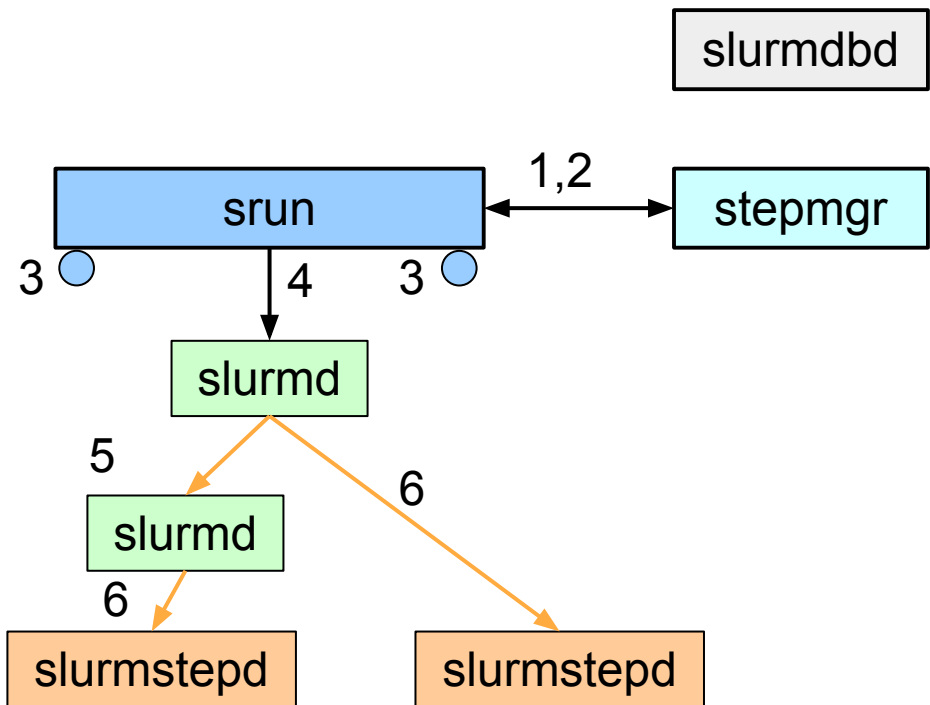 slurmdbd
1,2
srun
stepmgr
3
4
3
slurmd
5
6
slurmd
6
slurmstepd
slurmstepd